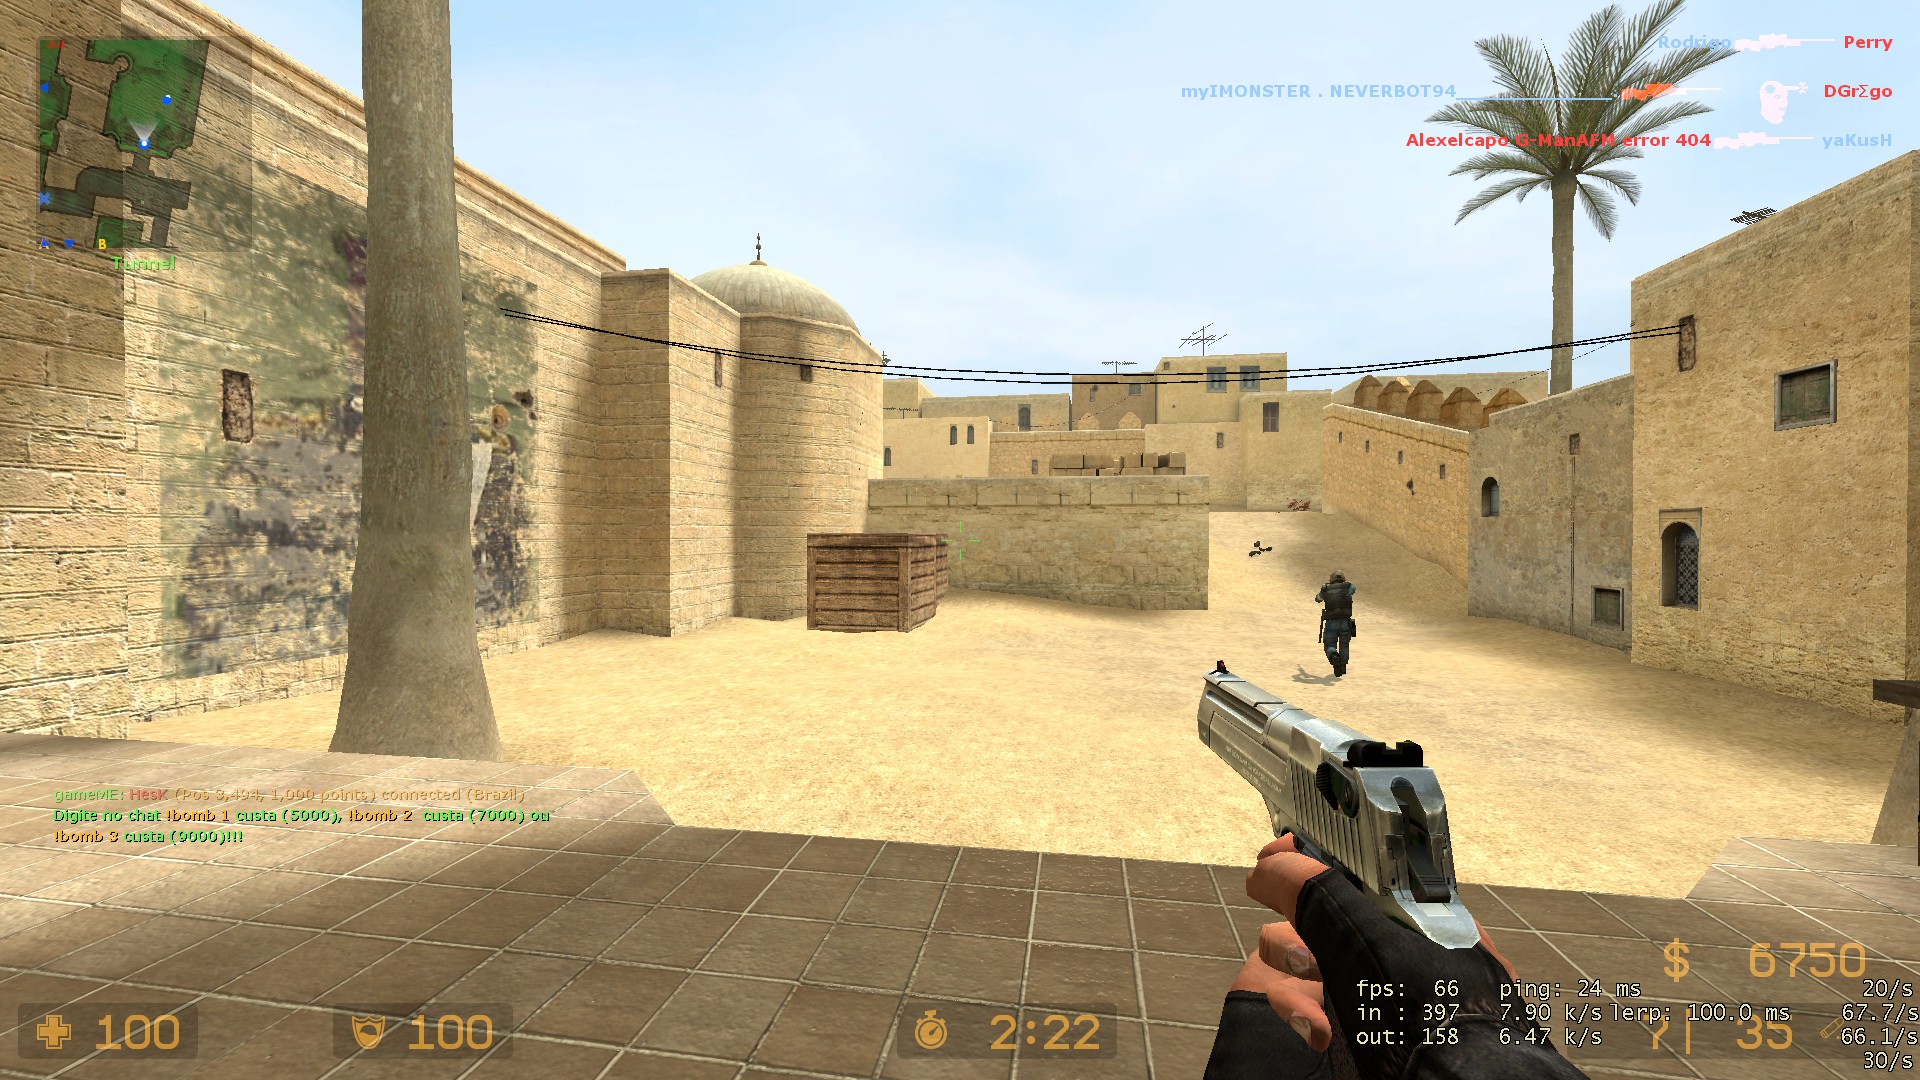 Rodrigo Perry
myIMONSTER . NEVERBOT94 DGrΣgo
Alexelcapo G-ManAFM error 404 yaKusH
B
Tunnel
gameME: HesK (Pos 3,494, 1,000 points) connected (Brazil)
Digite no chat !bomb 1 custa (5000), !bomb 2 custa (7000) ou
!bomb 3 custa (9000)!!!
$ 6750
fps: 66 ping: 24 ms 20/s
in : 397 7.90 k/s lerp: 100.0 ms 67.7/s
out: 158 6.47 k/s 66.1/s
30/s
100 100 2:22 7| 35